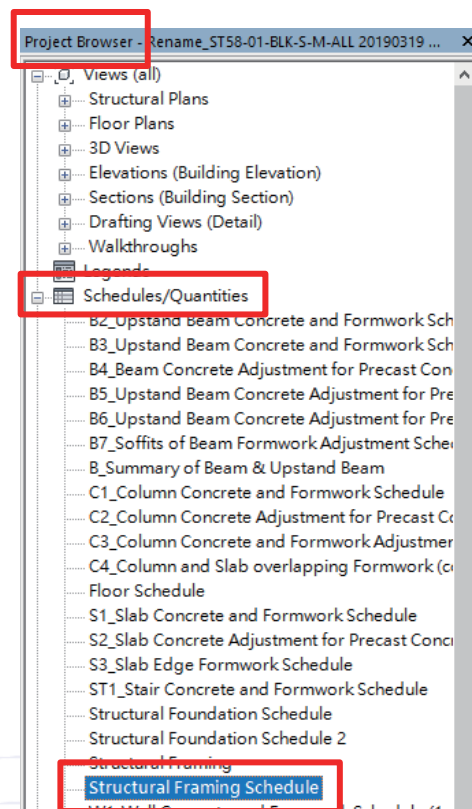 Project Browser - Rename_ST58-01-BLK-S-M-ALL 20190319 ...
Views (all)
Structural Plans
Floor Plans
3D Views
Elevations (Building Elevation)
Sections (Building Section)
Drafting Views (Detail)
Walkthroughs
Legends
Schedules/Quantities
B2_Upstand Beam Concrete and Formwork Sch
B3_Upstand Beam Concrete and Formwork Sch
B4_Beam Concrete Adjustment for Precast Con
B5_Upstand Beam Concrete Adjustment for Pre
B6_Upstand Beam Concrete Adjustment for Pre
B7_Soffits of Beam Formwork Adjustment Sche
B_Summary of Beam & Upstand Beam
C1_Column Concrete and Formwork Schedule
C2_Column Concrete Adjustment for Precast Co
C3_Column Concrete and Formwork Adjustmer
C4_Column and Slab overlapping Formwork (co
Floor Schedule
S1_Slab Concrete and Formwork Schedule
S2_Slab Concrete Adjustment for Precast Conc
S3_Slab Edge Formwork Schedule
ST1_Stair Concrete and Formwork Schedule
Structural Foundation Schedule
Structural Foundation Schedule 2
Structural Framing
Structural Framing Schedule